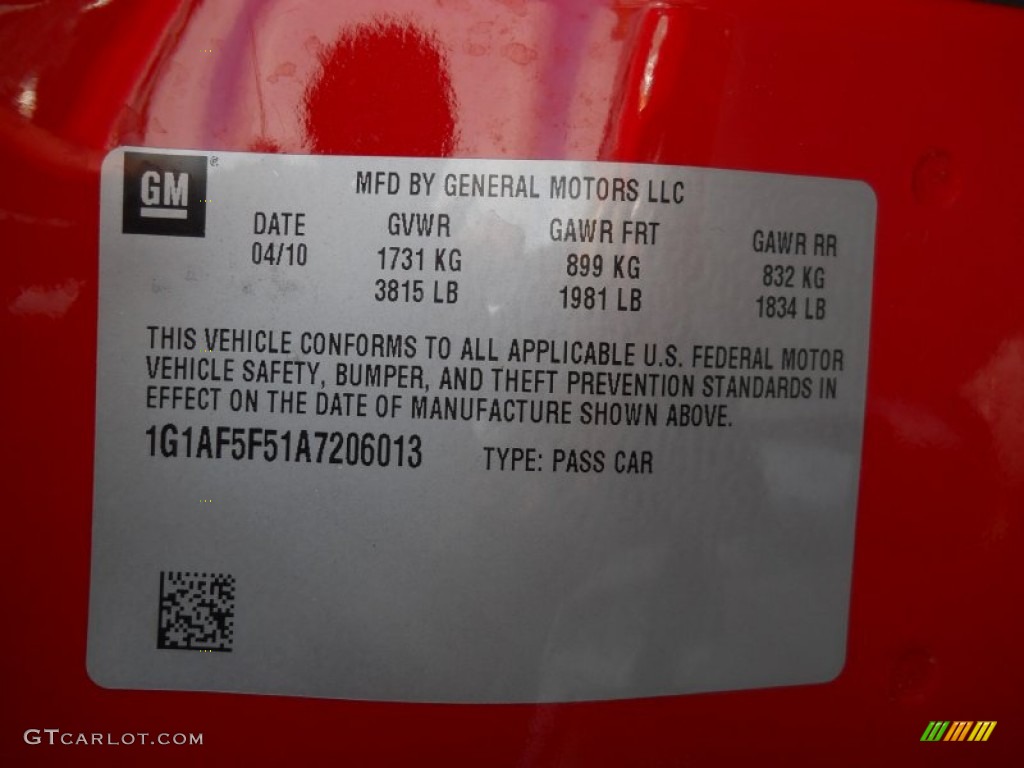 GM ®
MFD BY GENERAL MOTORS LLC
DATE GVWR GAWR FRT GAWR RR
04/10 1731 KG 899 KG 832 KG
3815 LB 1981 LB 1834 LB
THIS VEHICLE CONFORMS TO ALL APPLICABLE U.S. FEDERAL MOTOR
VEHICLE SAFETY, BUMPER, AND THEFT PREVENTION STANDARDS IN
EFFECT ON THE DATE OF MANUFACTURE SHOWN ABOVE.
1G1AF5F51A7206013 TYPE: PASS CAR
GTCARLOT.COM